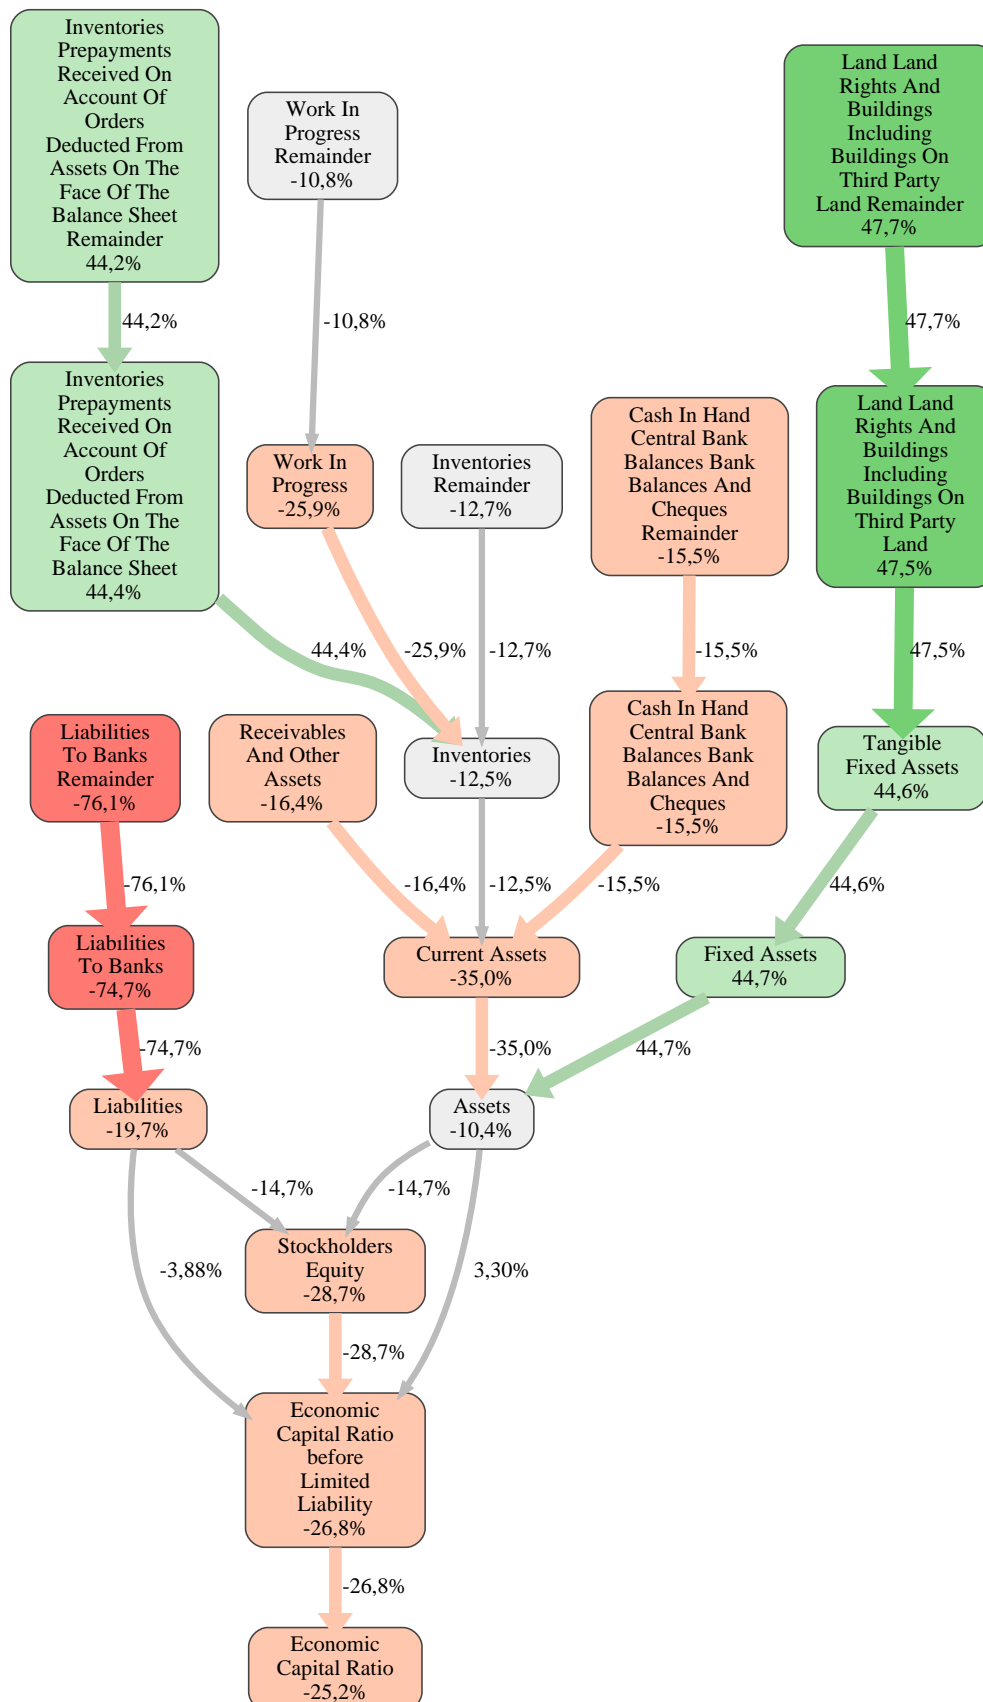 Inventories
Prepayments
Received On
Account Of
Orders
Deducted From
Assets On The
Face Of The
Balance Sheet
Remainder
44,2%
Work In
Progress
Remainder
-10,8%
Land Land
Rights And
Buildings
Including
Buildings On
Third Party
Land Remainder
47,7%
44,2%
-10,8%
47,7%
Inventories
Prepayments
Received On
Account Of
Orders
Deducted From
Assets On The
Face Of The
Balance Sheet
44,4%
Work In
Progress
-25,9%
Inventories
Remainder
-12,7%
Cash In Hand
Central Bank
Balances Bank
Balances And
Cheques
Remainder
-15,5%
Land Land
Rights And
Buildings
Including
Buildings On
Third Party
Land
47,5%
44,4%
-25,9%
-12,7%
-15,5%
47,5%
Liabilities
To Banks
Remainder
-76,1%
Receivables
And Other
Assets
-16,4%
Inventories
-12,5%
Cash In Hand
Central Bank
Balances Bank
Balances And
Cheques
-15,5%
Tangible
Fixed Assets
44,6%
-76,1%
-16,4%
-12,5%
-15,5%
44,6%
Liabilities
To Banks
-74,7%
Current Assets
-35,0%
Fixed Assets
44,7%
-74,7%
-35,0%
44,7%
Liabilities
-19,7%
Assets
-10,4%
-14,7%
-14,7%
-3,88%
Stockholders
Equity
-28,7%
3,30%
-28,7%
Economic
Capital Ratio
before
Limited
Liability
-26,8%
-26,8%
Economic
Capital Ratio
-25,2%